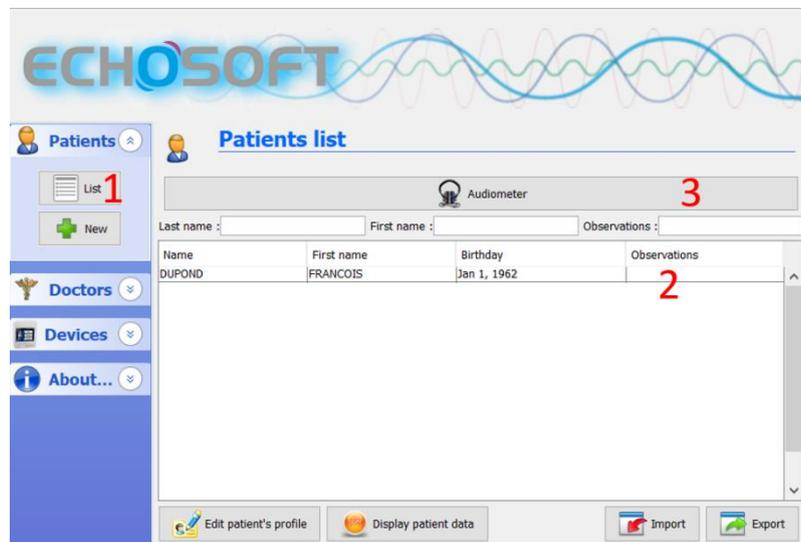 ECHOSOFT
Patients
Patients list
List 1
Audiometer 3
New
Last name : First name : Observations :
Name First name Birthday Observations
DUPOND FRANCOIS Jan 1, 1962
2
Doctors
Devices
About...
Edit patient's profile Display patient data Import Export